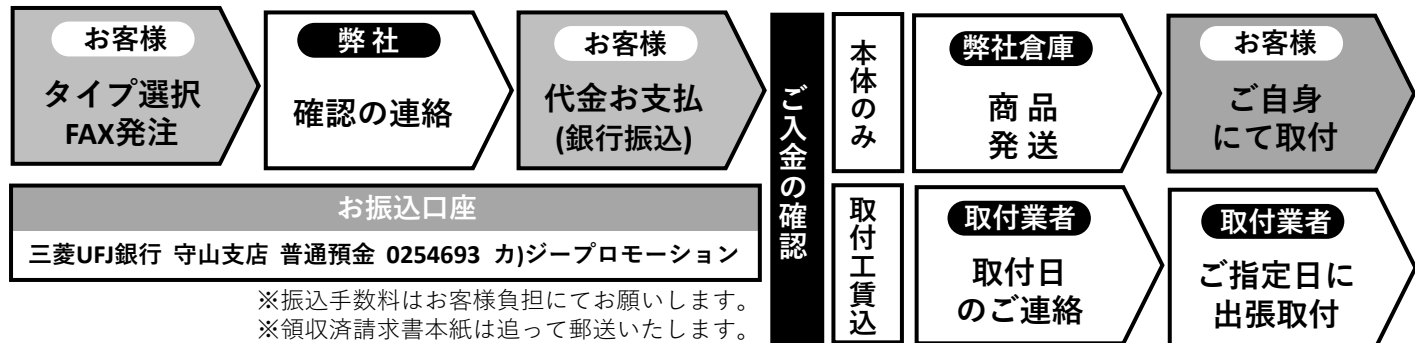 お客様
タイプ選択
FAX発注
弊 社
確認の連絡
お客様
代金お支払
(銀行振込)
お振込口座
三菱UFJ銀行 守山支店 普通預金 0254693 カ)ジープロモーション
※振込手数料はお客様負担にてお願いします。
※領収済請求書本紙は追って郵送いたします。
ご入金の確認
本体のみ
弊社倉庫
商 品
発 送
お客様
ご自身
にて取付
取付工賃込
取付業者
取付日
のご連絡
取付業者
ご指定日に
出張取付